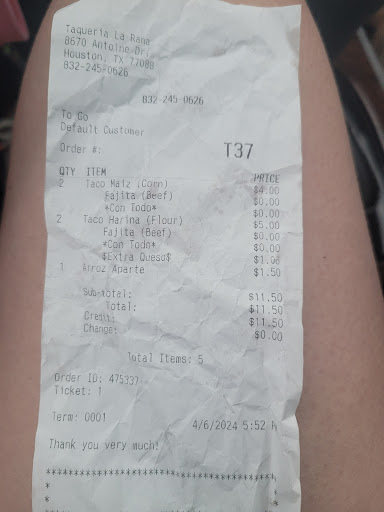 Taqueria La Rana
8670 Antoine Dr.
Houston, TX 77088
832-245-0626
832-245-0626
To Go
Default Customer
Order #: T37
QTY ITEM PRICE
2 Taco Maiz (Corn) $4.00
Fajita (Beef) $0.00
*Con Todo* $0.00
2 Taco Harina (Flour) $5.00
Fajita (Beef) $0.00
*Con Todo* $0.00
$Extra Queso$ $1.00
1 Arroz Aparte $1.50
Sub-total: $11.50
Total: $11.50
Credit: $11.50
Change: $0.00
Total Items: 5
Order ID: 475337
Ticket: 1
Term: 0001 4/6/2024 5:52 P
Thank you very much!
**********************************
*
*